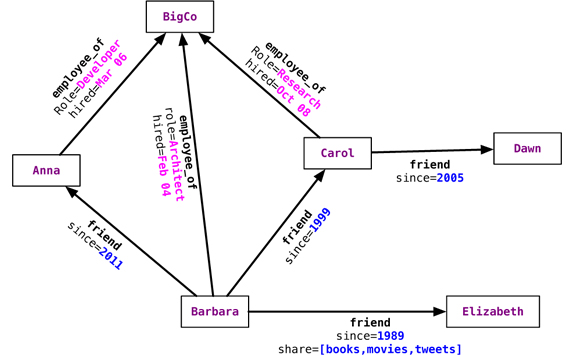 BigCo
employee_of
Role=Developer
hired=Mar 06
employee_of
role=Architect
hired=Feb 04
employee_of
Role=Research
hired=Oct 08
Anna
Carol
Dawn
friend
since=2005
friend
since=2011
friend
since=1999
Barbara
Elizabeth
friend
since=1989
share=[books,movies,tweets]